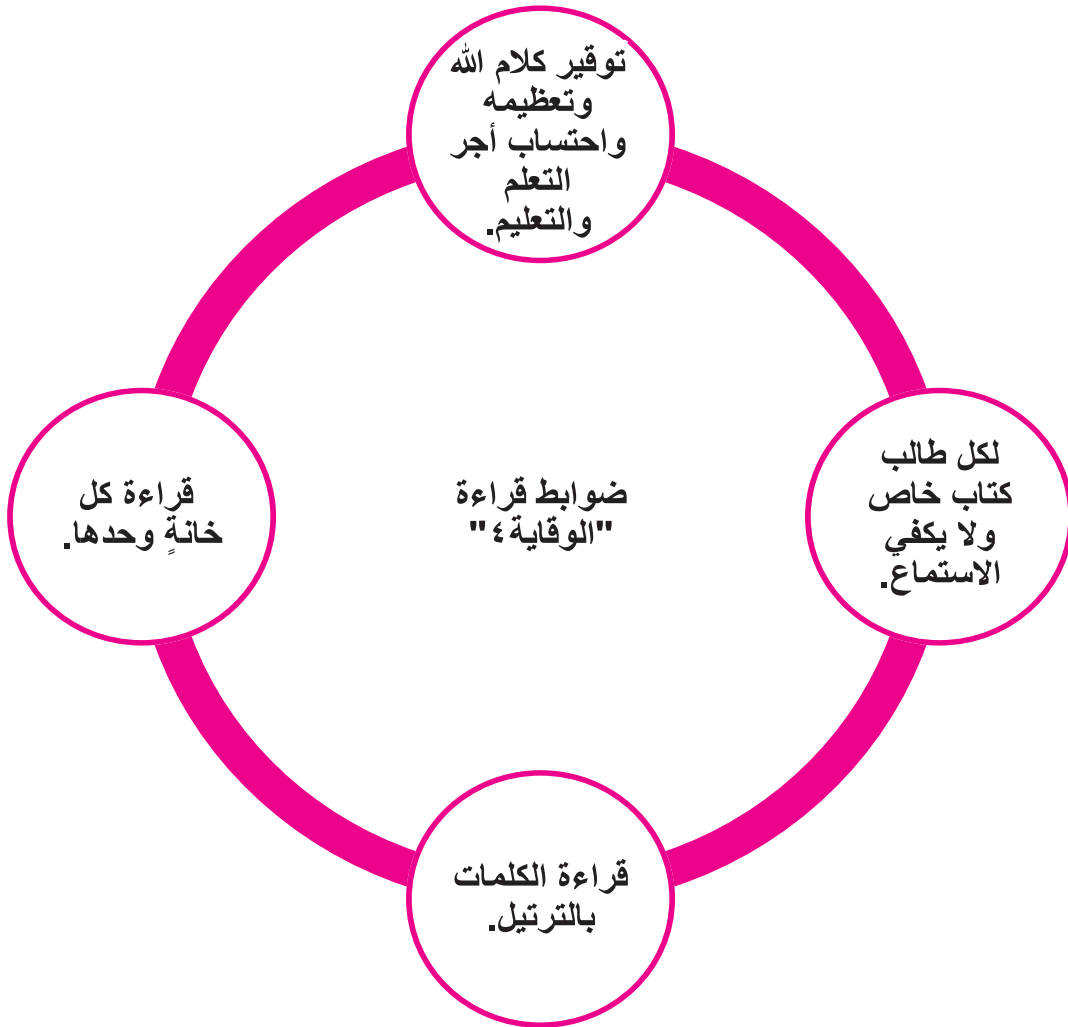 توقير كلام الله
وتعظيمه
واحتساب أجر
التعلم
والتعليم.
لكل طالب
كتاب خاص
ولا يكفي
الاستماع.
ضوابط قراءة
"الوقاية٤"
قراءة كل
خانةٍ وحدها.
قراءة الكلمات
بالترتيل.